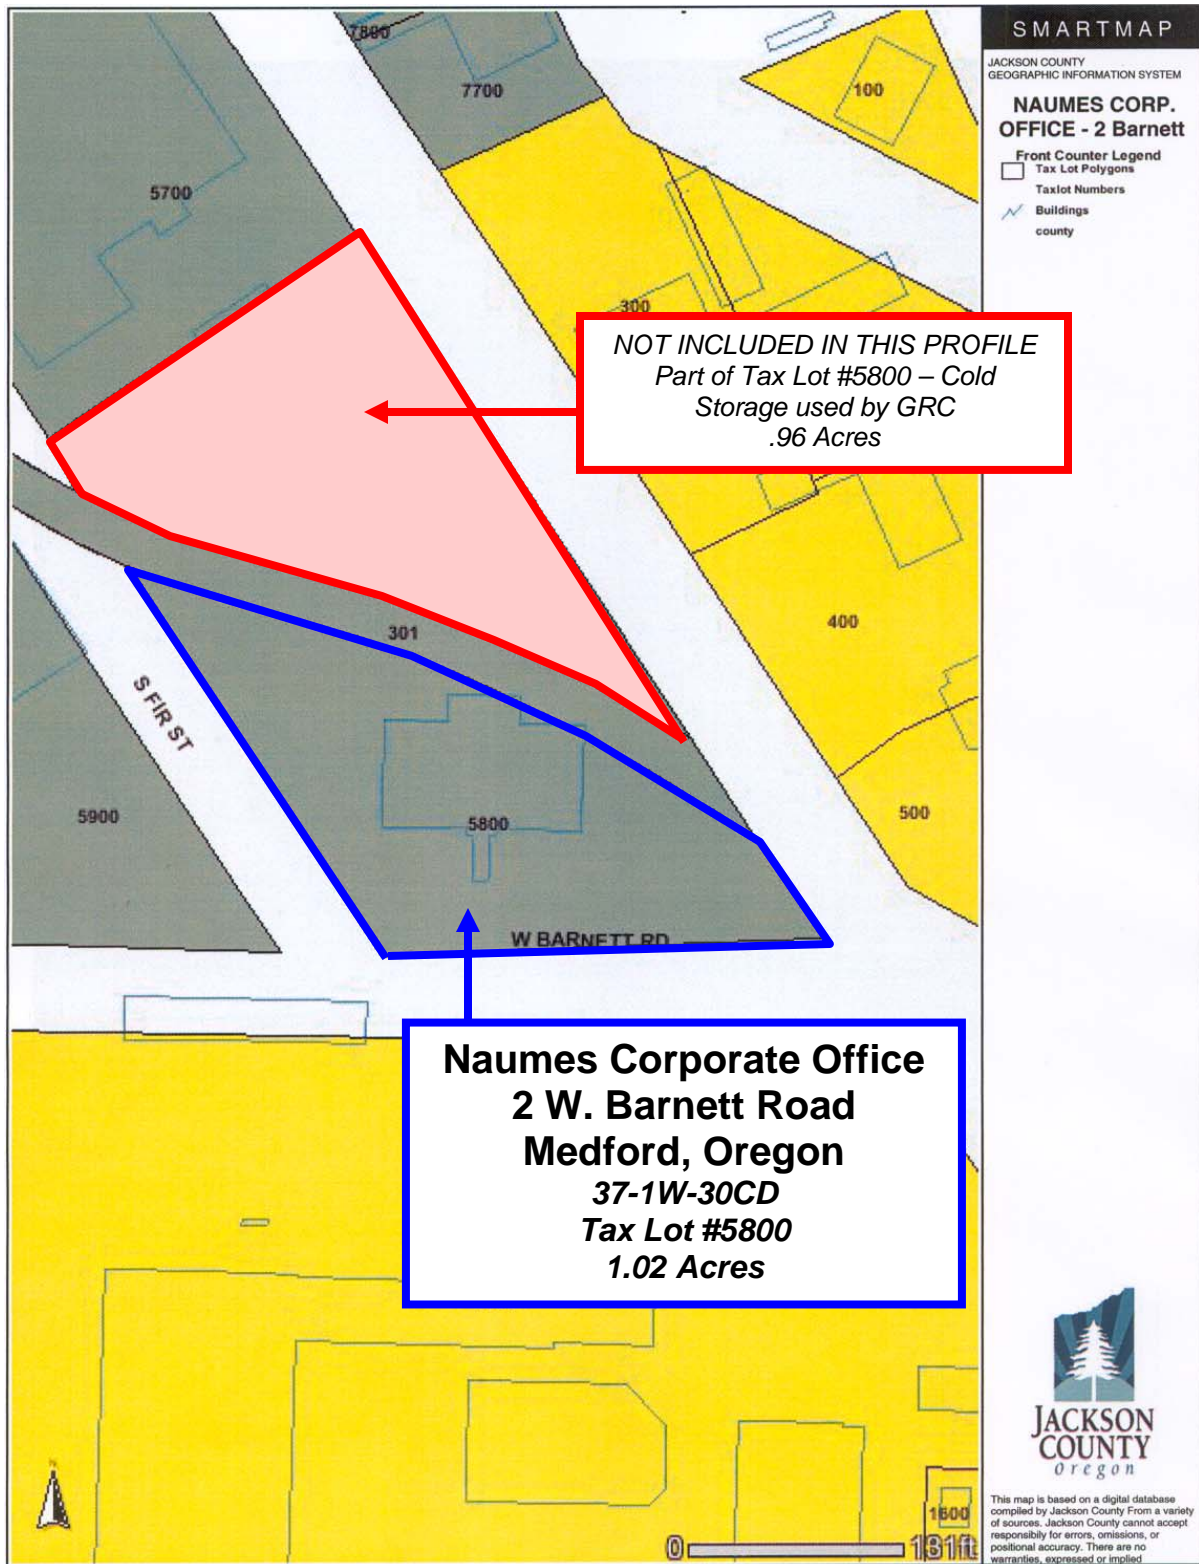 SMARTMAP
JACKSON COUNTY
GEOGRAPHIC INFORMATION SYSTEM
NAUMES CORP.
OFFICE - 2 Barnett
Front Counter Legend
Tax Lot Polygons
Taxlot Numbers
Buildings
county
7800
7700
100
5700
300
NOT INCLUDED IN THIS PROFILE
Part of Tax Lot #5800 – Cold
Storage used by GRC
.96 Acres
400
301
S FIR ST
5900
5800
500
W BARNETT RD
Naumes Corporate Office
2 W. Barnett Road
Medford, Oregon
37-1W-30CD
Tax Lot #5800
1.02 Acres
N
1600
0 181ft
JACKSON
COUNTY
Oregon
This map is based on a digital database
compiled by Jackson County From a variety
of sources. Jackson County cannot accept
responsibily for errors, omissions, or
positional accuracy. There are no
warranties, expressed or implied